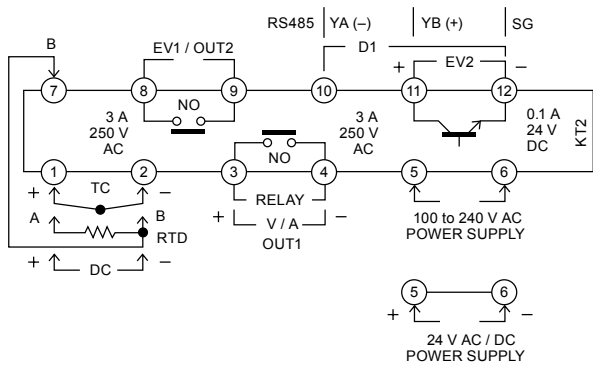 RS485 YA (–) YB (+) SG
B
D1
EV1 / OUT2
EV2
+ –
7 8 9 10 11 12
NO
3 A
250 V
AC
3 A
250 V
AC
0.1 A
24 V
DC
KT2
NO
1 2 3 4 5 6
+ TC –
RELAY
A B
RTD
+ V / A –
OUT1
100 to 240 V AC
POWER SUPPLY
+ DC –
5 6
+ –
24 V AC / DC
POWER SUPPLY